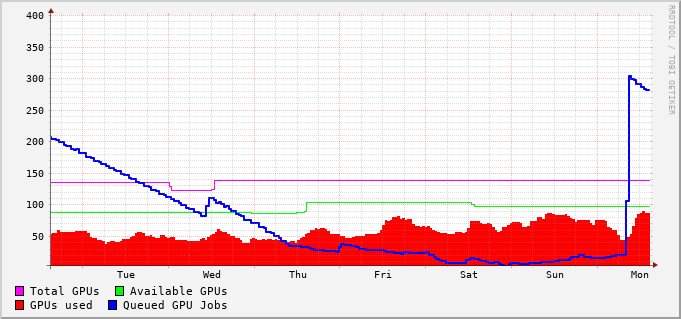 400
350
300
250
200
150
100
50
Tue Wed Thu Fri Sat Sun Mon
Total GPUs Available GPUs
GPUs used Queued GPU Jobs
RRDTOOL / TOBI OETIKER